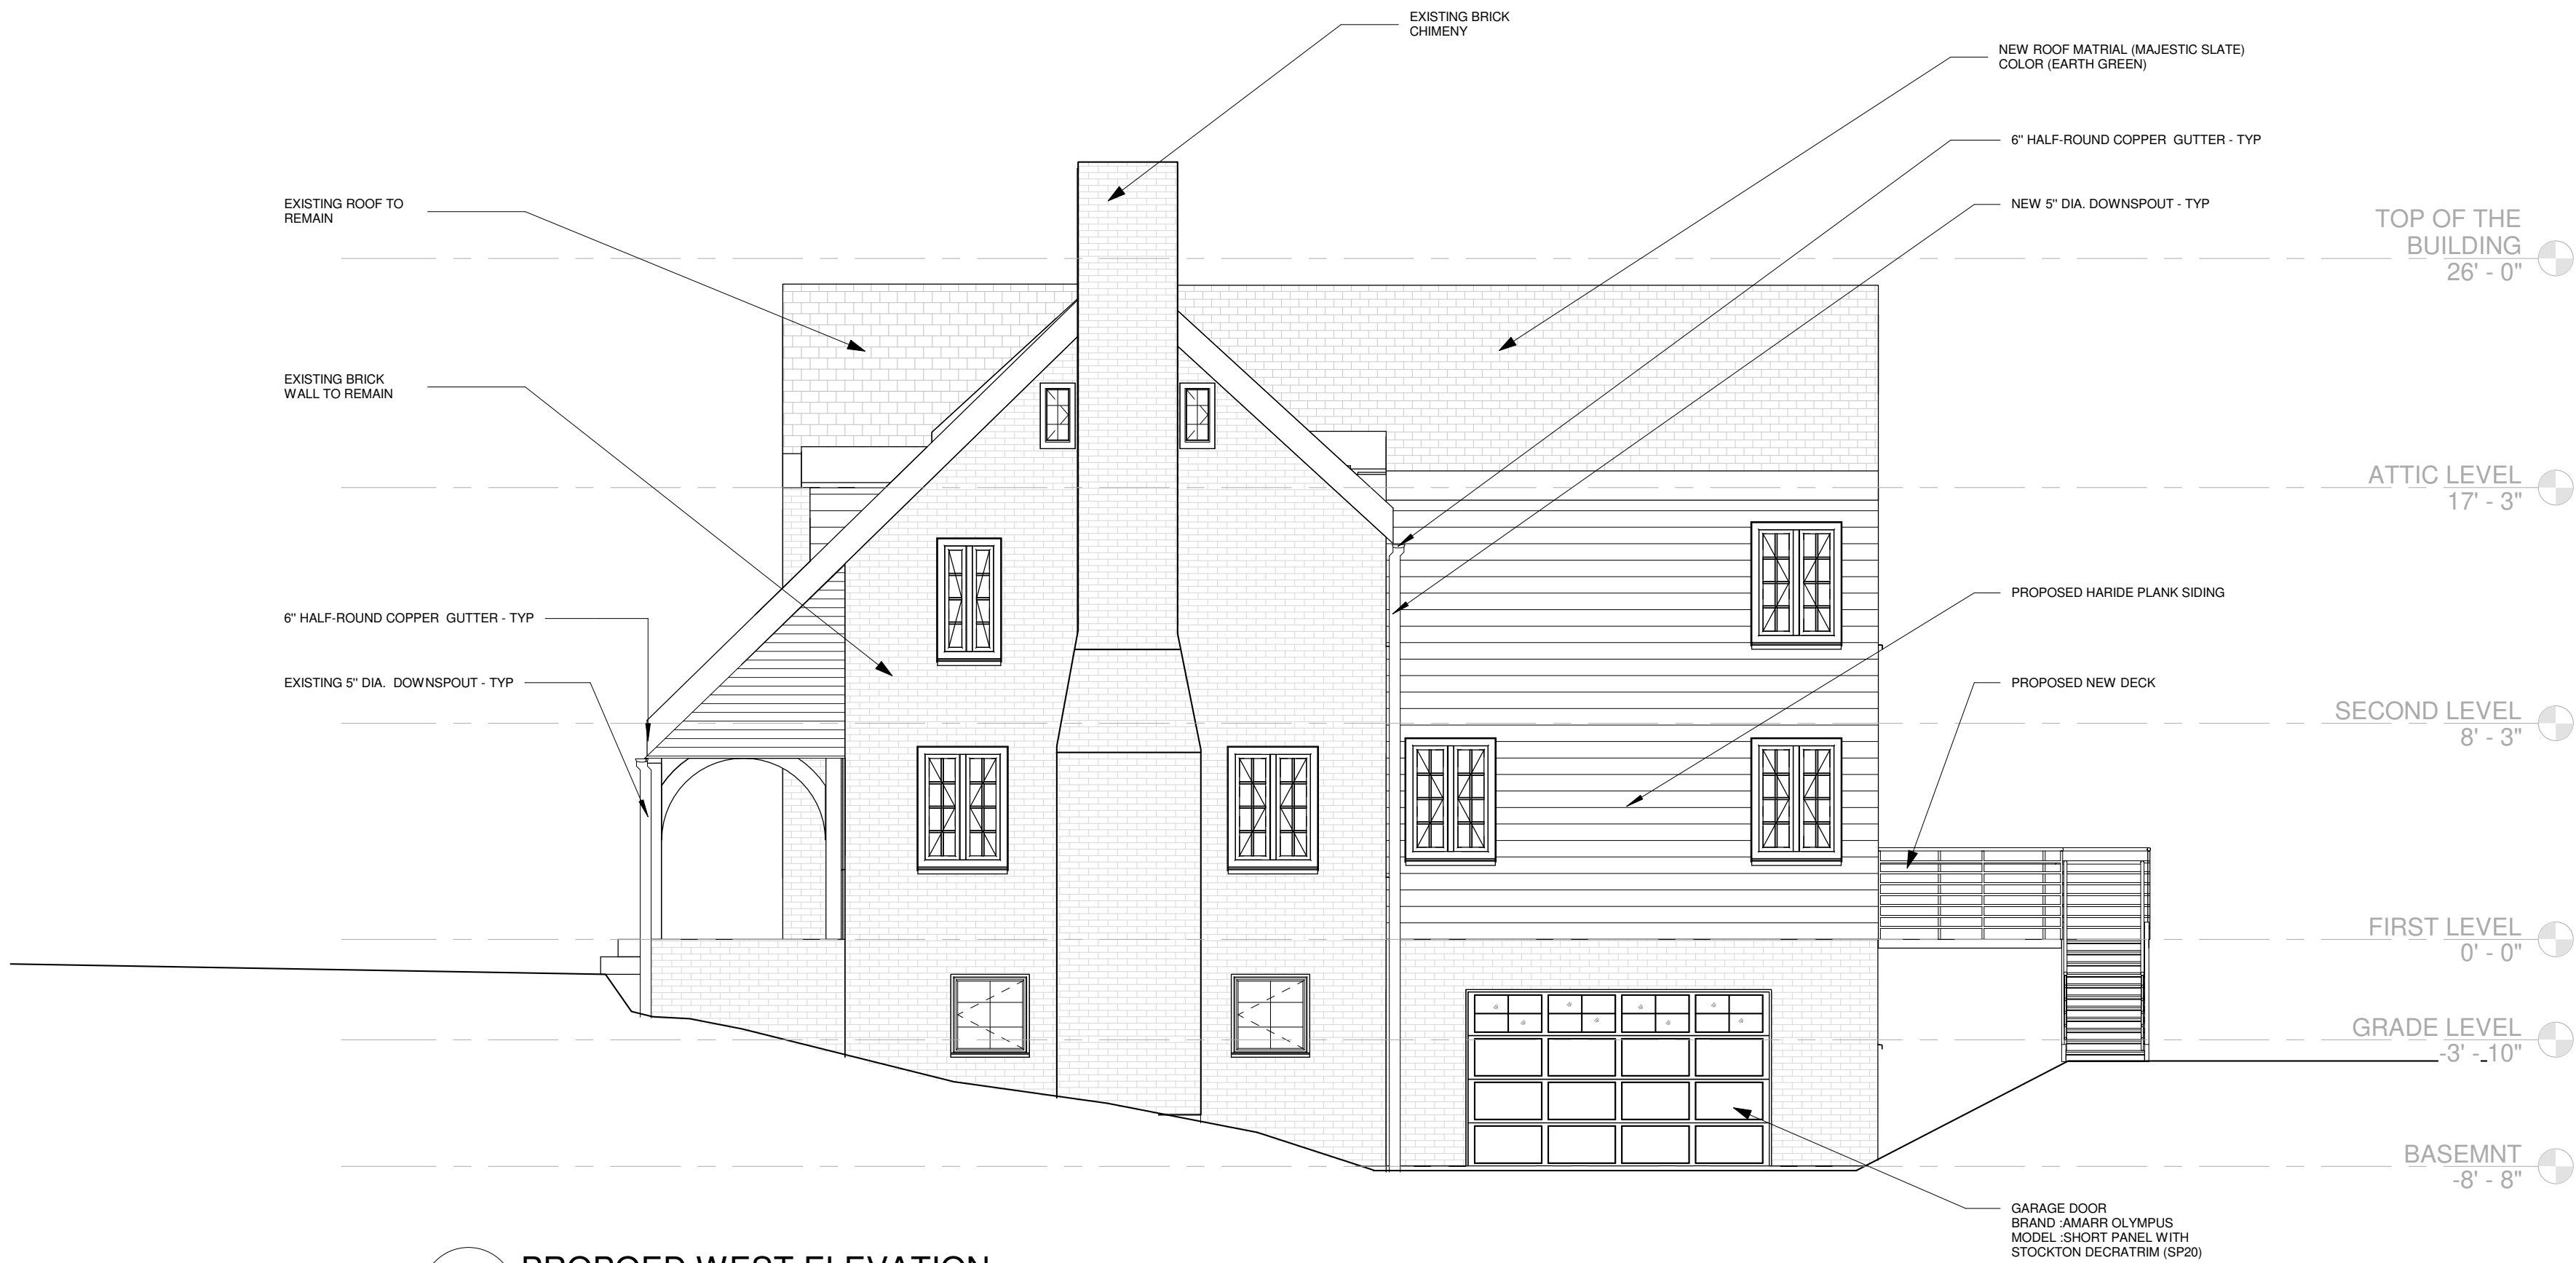 EXISTING BRICK
CHIMENY
NEW ROOF MATRIAL (MAJESTIC SLATE)
COLOR (EARTH GREEN)
6" HALF-ROUND COPPER GUTTER - TYP
NEW 5" DIA. DOWNSPOUT - TYP
EXISTING ROOF TO
REMAIN
TOP OF THE
BUILDING
26' - 0"
EXISTING BRICK
WALL TO REMAIN
ATTIC LEVEL
17' - 3"
PROPOSED HARIDE PLANK SIDING
6" HALF-ROUND COPPER GUTTER - TYP
EXISTING 5" DIA. DOWNSPOUT - TYP
PROPOSED NEW DECK
SECOND LEVEL
8' - 3"
FIRST LEVEL
0' - 0"
GRADE LEVEL
-3' - 10"
BASEMNT
-8' - 8"
GARAGE DOOR
BRAND :AMARR OLYMPUS
MODEL :SHORT PANEL WITH
STOCKTON DECRATRIM (SP20)
PROPOED WEST ELEVATION